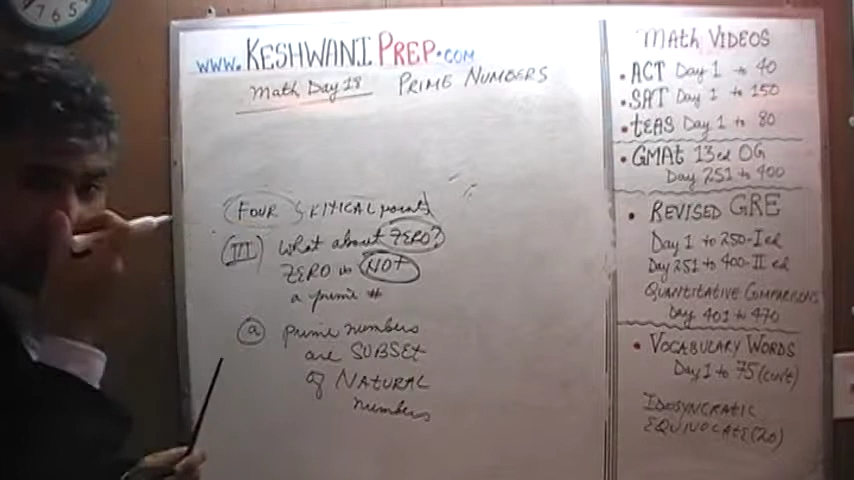 www.KESHWANIPREP.COM
Math Day 18 PRIME NUMBERS
FOUR KRITICAL points
III What about ZERO?
ZERO is NOT
a prime #
a prime numbers
are SUBSET
of NATURAL
numbers
Math VIDEOS
• ACT Day 1 to 40
• SAT Day 1 to 150
• tEAS Day 1 to 80
• GMAt 13ed OG
Day 251 to 400
• REVISED GRE
Day 1 to 250-I ed
Day 251 to 400-II ed
QUANTITATIVE COMPARISONS
Day 401 to 470
• VOCABULARY WORDS
Day 1 to 75 (cont)
IDIOSYNCRATIC
EQUIVOCATE (20)
6 5